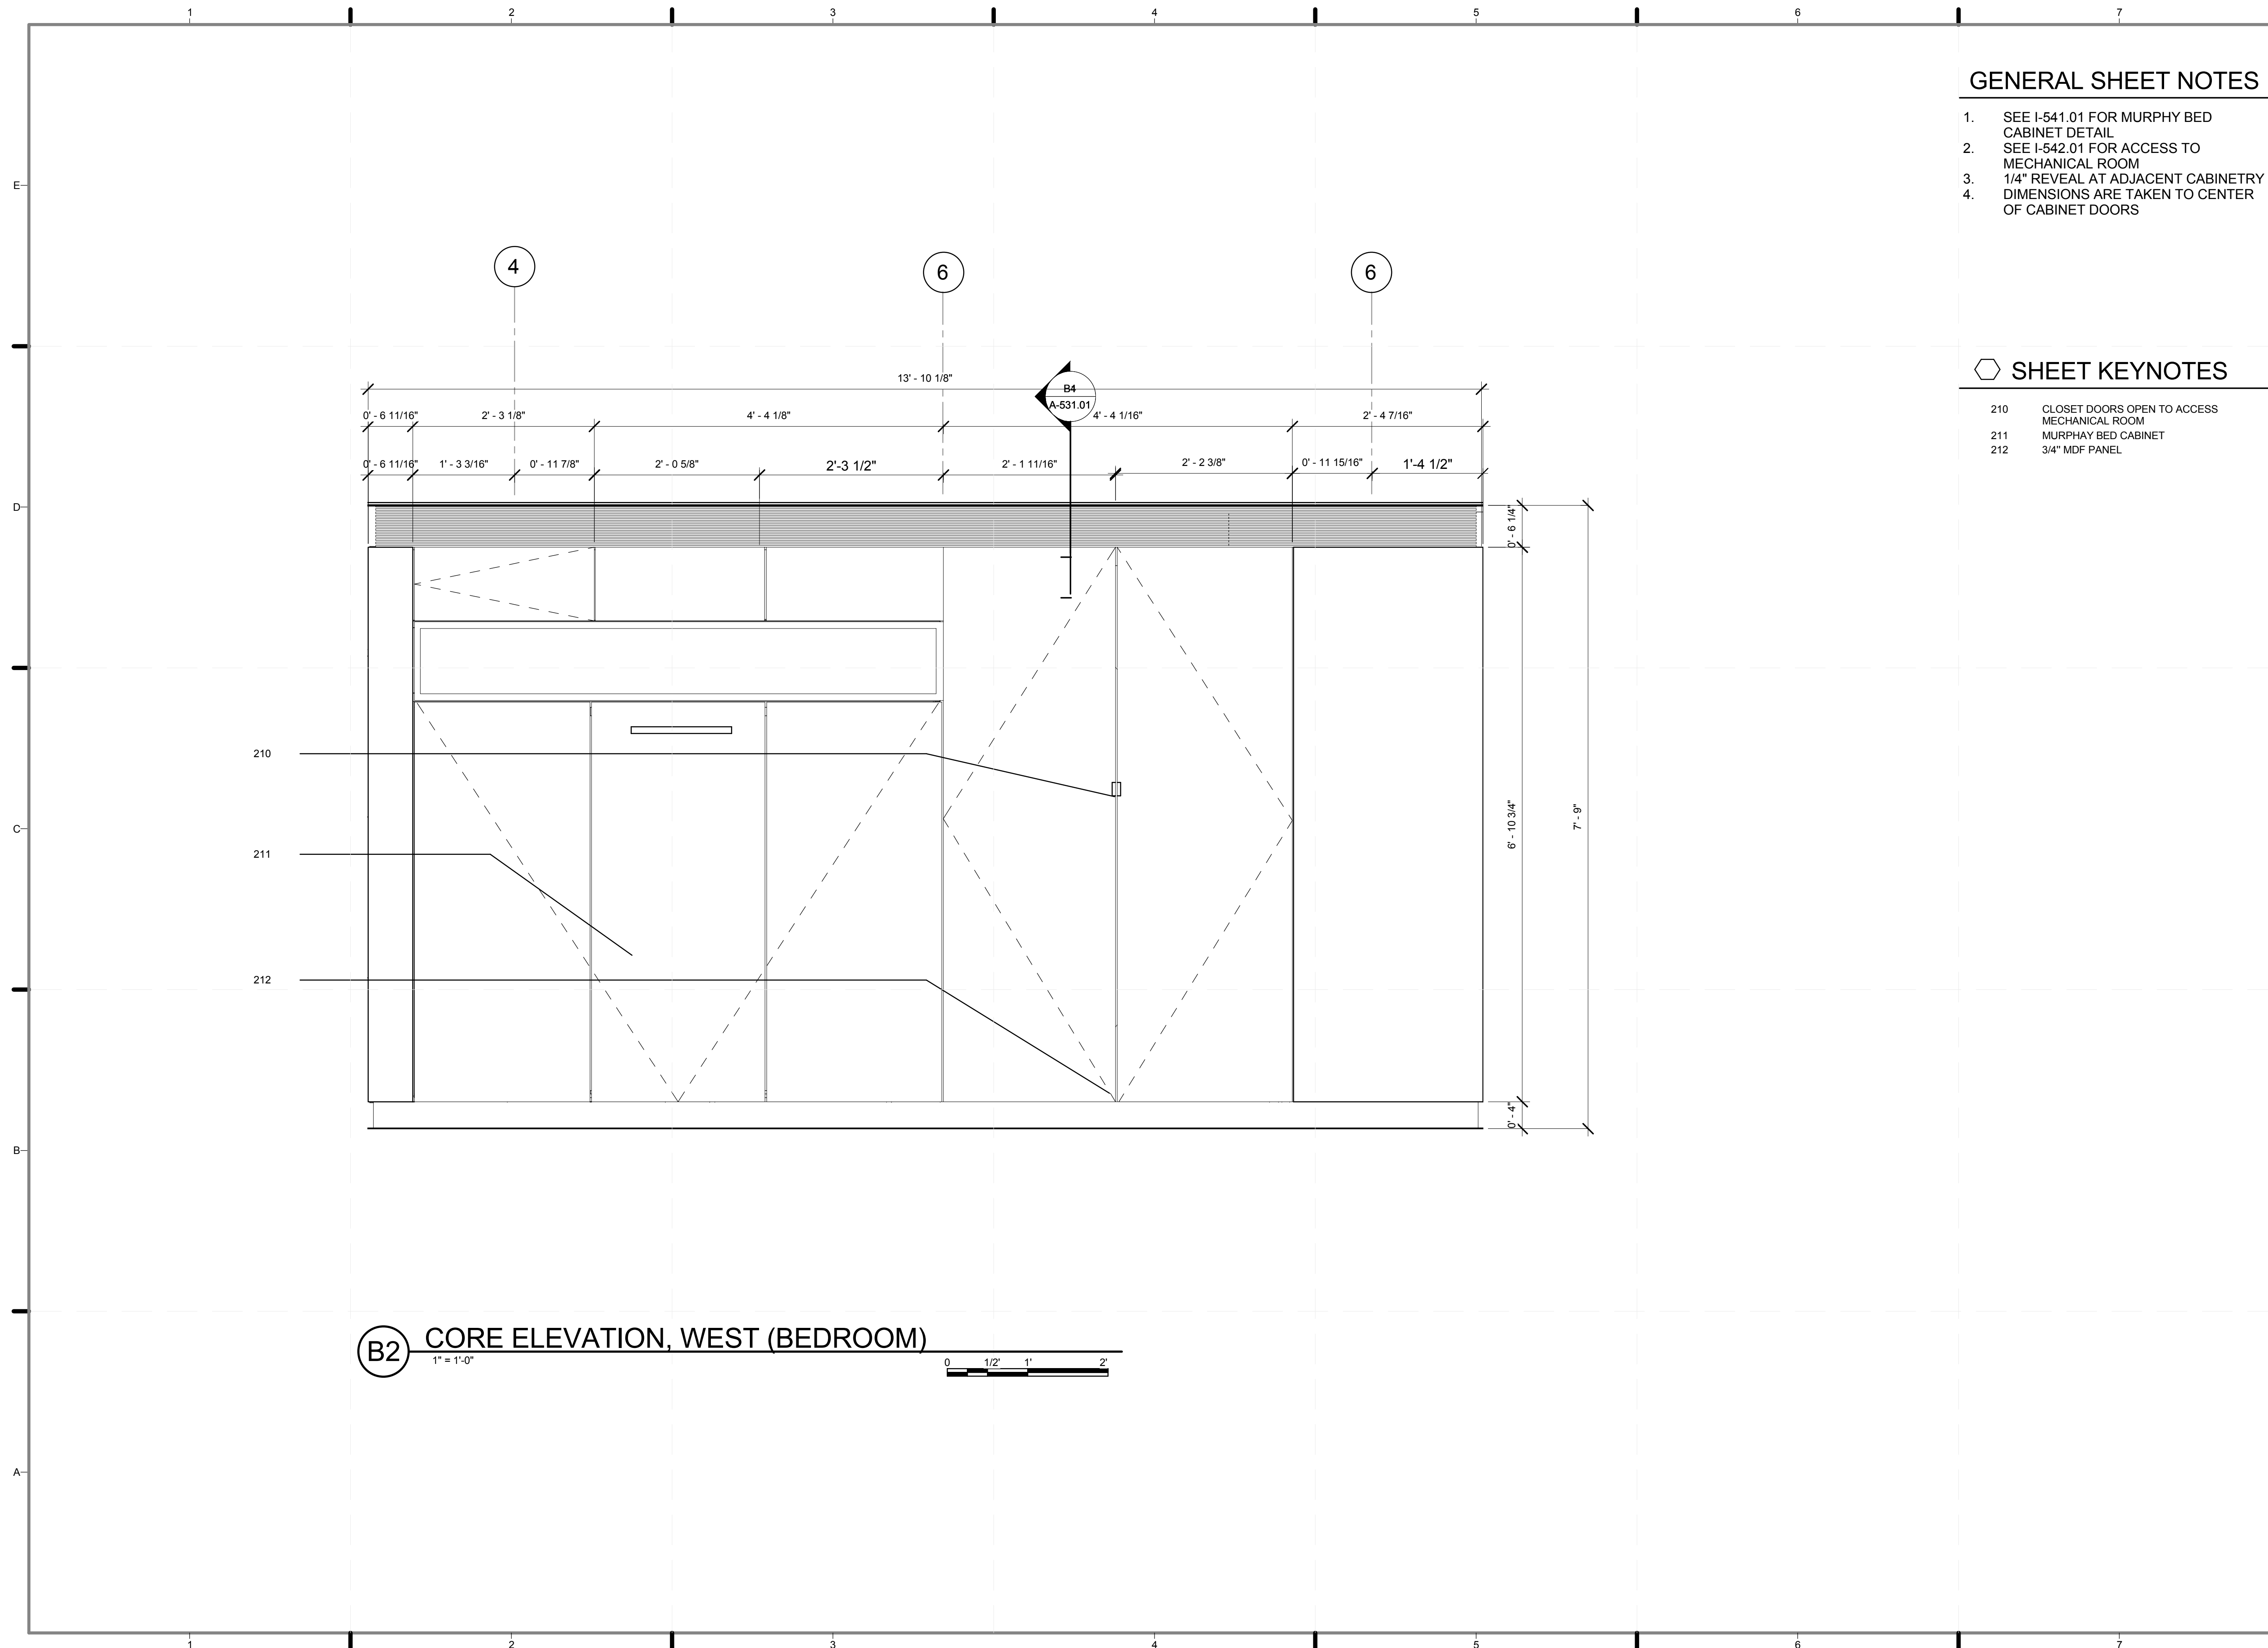 1 2 3 4 5 6 7
GENERAL SHEET NOTES
1. SEE I-541.01 FOR MURPHY BED
CABINET DETAIL
2. SEE I-542.01 FOR ACCESS TO
MECHANICAL ROOM
3. 1/4" REVEAL AT ADJACENT CABINETRY
4. DIMENSIONS ARE TAKEN TO CENTER
OF CABINET DOORS
E
4 6 6
SHEET KEYNOTES
210 CLOSET DOORS OPEN TO ACCESS
MECHANICAL ROOM
211 MURPHAY BED CABINET
212 3/4" MDF PANEL
13' - 10 1/8"
B4
A-531.01
0' - 6 11/16" 2' - 3 1/8" 4' - 4 1/8" 4' - 4 1/16" 2' - 4 7/16"
0' - 6 11/16" 1' - 3 3/16" 0' - 11 7/8" 2' - 0 5/8" 2'-3 1/2" 2' - 1 11/16" 2' - 2 3/8" 0' - 11 15/16" 1'-4 1/2"
D
0' - 6 1/4"
210
C
6' - 10 3/4"
7' - 9"
211
212
0' - 4"
B
B2
CORE ELEVATION, WEST (BEDROOM)
1" = 1'-0"
0 1/2' 1' 2'
A
1 2 3 4 5 6 7